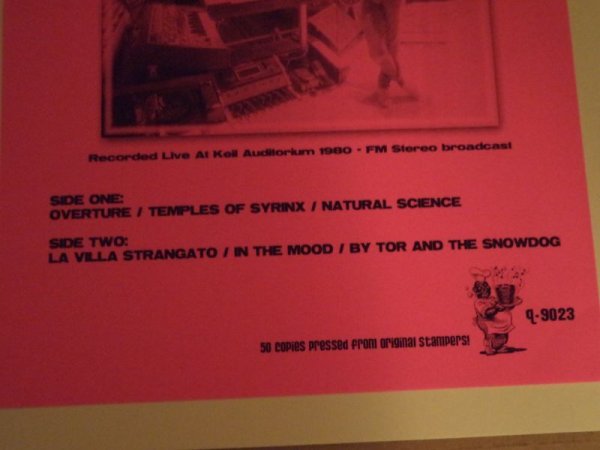 Recorded Live At Keil Auditorium 1980 - FM Stereo broadcast
SIDE ONE:
OVERTURE / TEMPLES OF SYRINX / NATURAL SCIENCE
SIDE TWO:
LA VILLA STRANGATO / IN THE MOOD / BY TOR AND THE SNOWDOG
q-9023
50 copies pressed from original stampers!